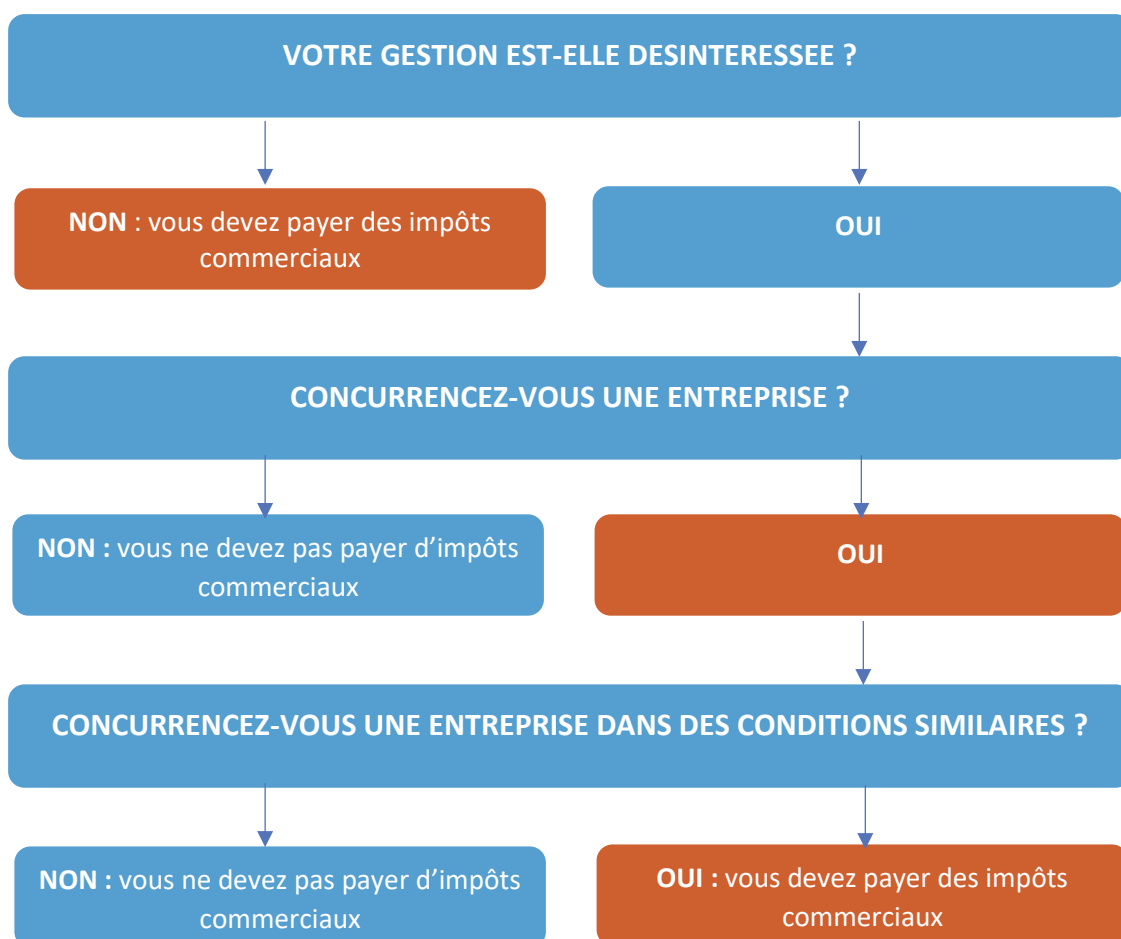 VOTRE GESTION EST-ELLE DESINTERESSEE ?
NON : vous devez payer des impôts
commerciaux
OUI
CONCURRENCEZ-VOUS UNE ENTREPRISE ?
NON : vous ne devez pas payer d’impôts
commerciaux
OUI
CONCURRENCEZ-VOUS UNE ENTREPRISE DANS DES CONDITIONS SIMILAIRES ?
NON : vous ne devez pas payer d’impôts
commerciaux
OUI : vous devez payer des impôts
commerciaux